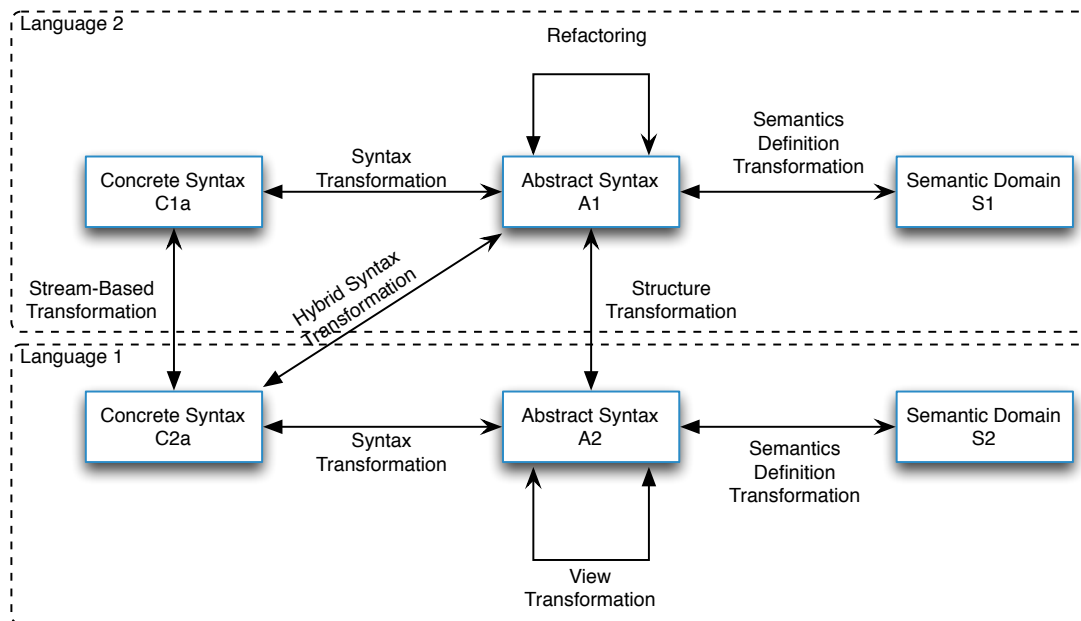 Language 2
Refactoring
Semantics
Definition
Transformation
Syntax
Transformation
Concrete Syntax
C1a
Abstract Syntax
A1
Semantic Domain
S1
Stream-Based
Transformation
Hybrid Syntax
Transformation
Structure
Transformation
Language 1
Concrete Syntax
C2a
Abstract Syntax
A2
Semantic Domain
S2
Syntax
Transformation
Semantics
Definition
Transformation
View
Transformation